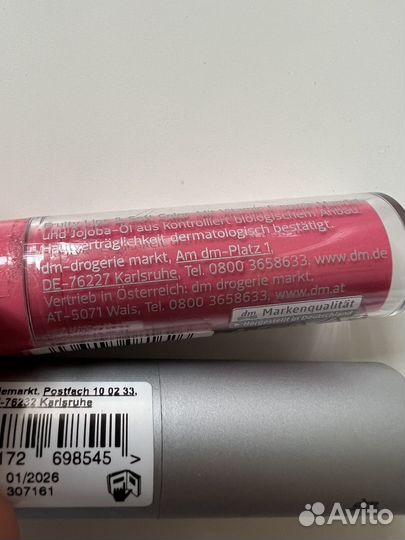 und Jojoba-Öl aus kontrolliert biologischem Anbau
Hautverträglichkeit dermatologisch bestätigt.
dm-drogerie markt, Am dm-Platz 1,
DE-76227 Karlsruhe, Tel. 0800 3658633, www.dm.de
Vertrieb in Österreich: dm drogerie markt,
AT-5071 Wals, Tel. 0800 3658633, www.dm.at
dm Markenqualität
Hergestellt in Deutschland
iemarkt, Postfach 10 02 33,
-76232 Karlsruhe
172 698545 >
01/2026
307161
Avito